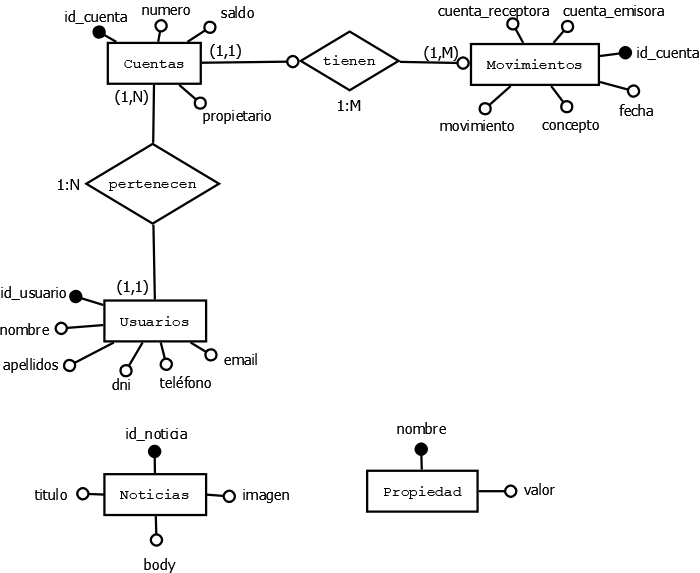 id_cuenta
numero
saldo
Cuentas
(1,1)
(1,N)
propietario
tienen
1:M
(1,M)
cuenta_receptora
cuenta_emisora
Movimientos
id_cuenta
fecha
movimiento
concepto
1:N
pertenecen
(1,1)
id_usuario
Usuarios
nombre
apellidos
dni
teléfono
email
id_noticia
titulo
Noticias
imagen
body
nombre
Propiedad
valor